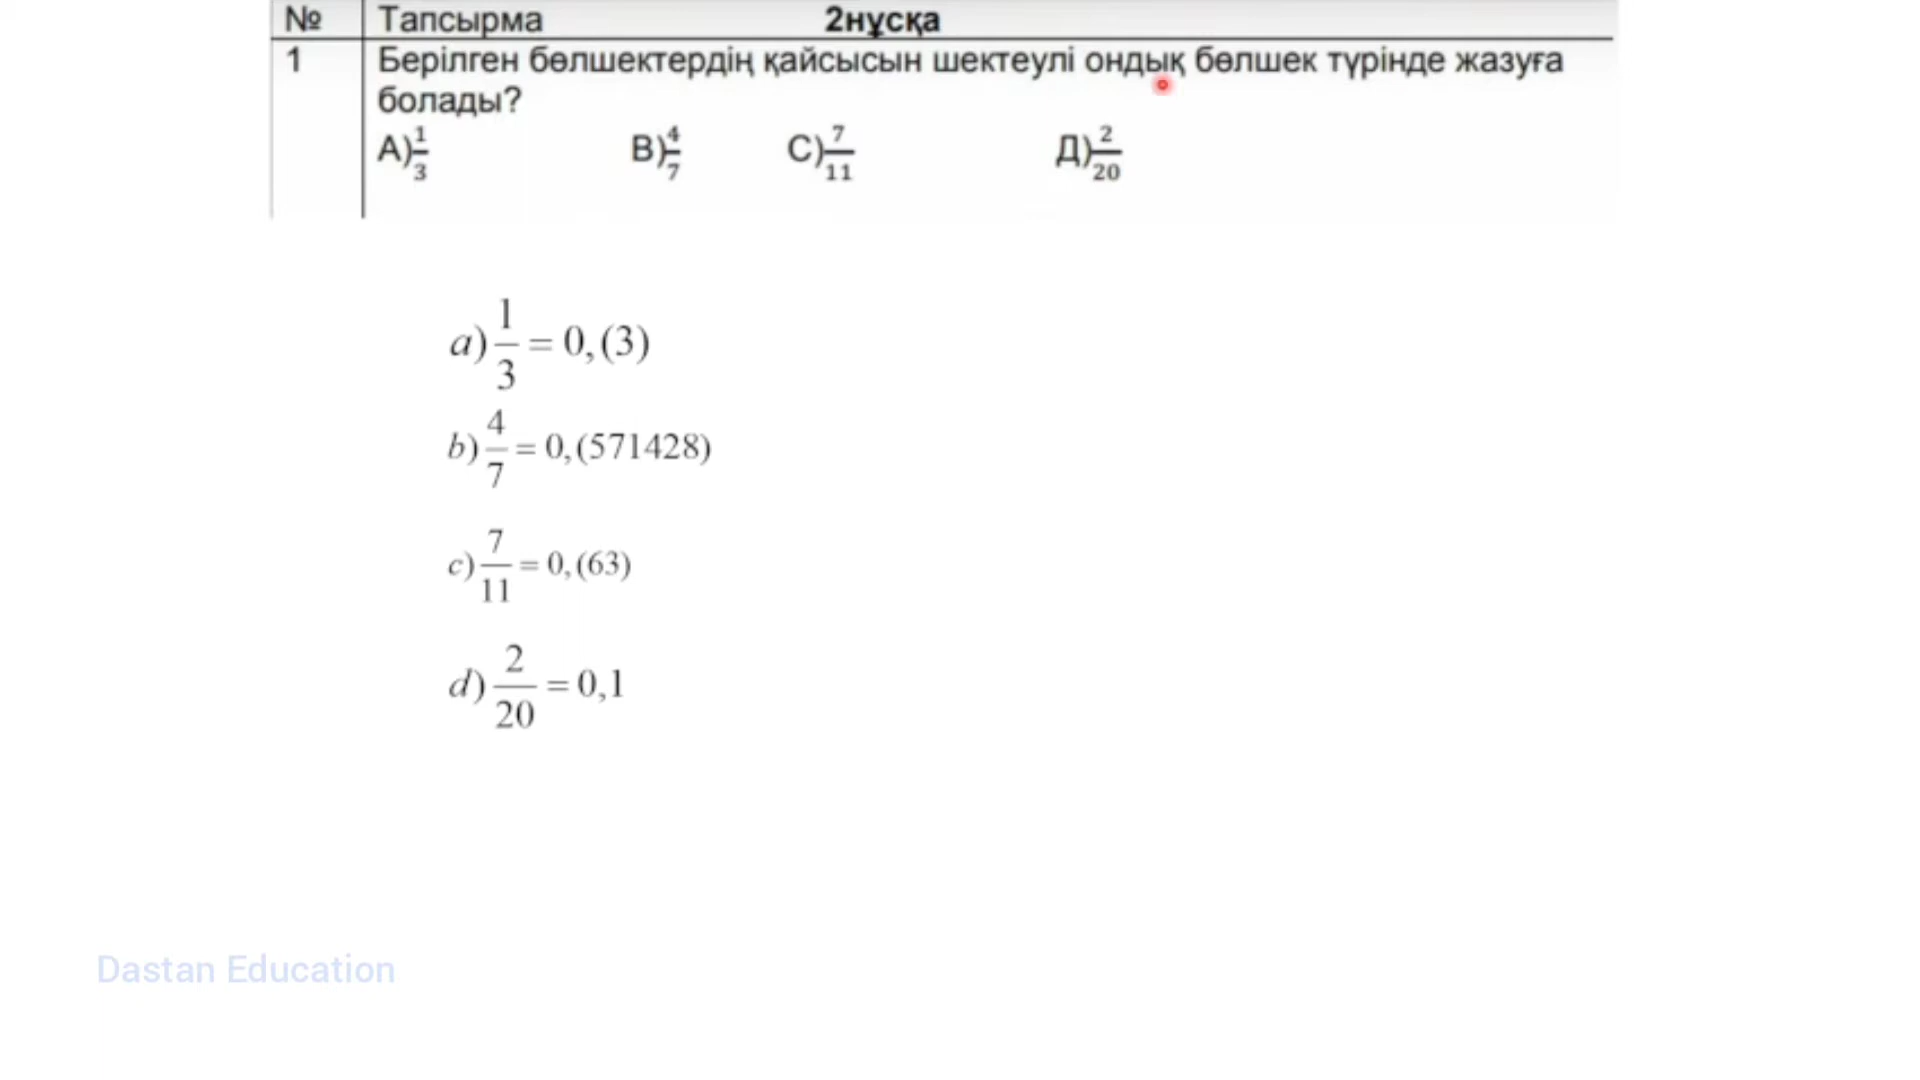 № Тапсырма 2нұсқа
1 Берілген бөлшектердің қайсысын шектеулі ондық бөлшек түрінде жазуға
болады?
А) 1/3 В) 4/7 С) 7/11 Д) 2/20
a) 1/3 = 0,(3)
b) 4/7 = 0,(571428)
c) 7/11 = 0,(63)
d) 2/20 = 0,1
Dastan Education